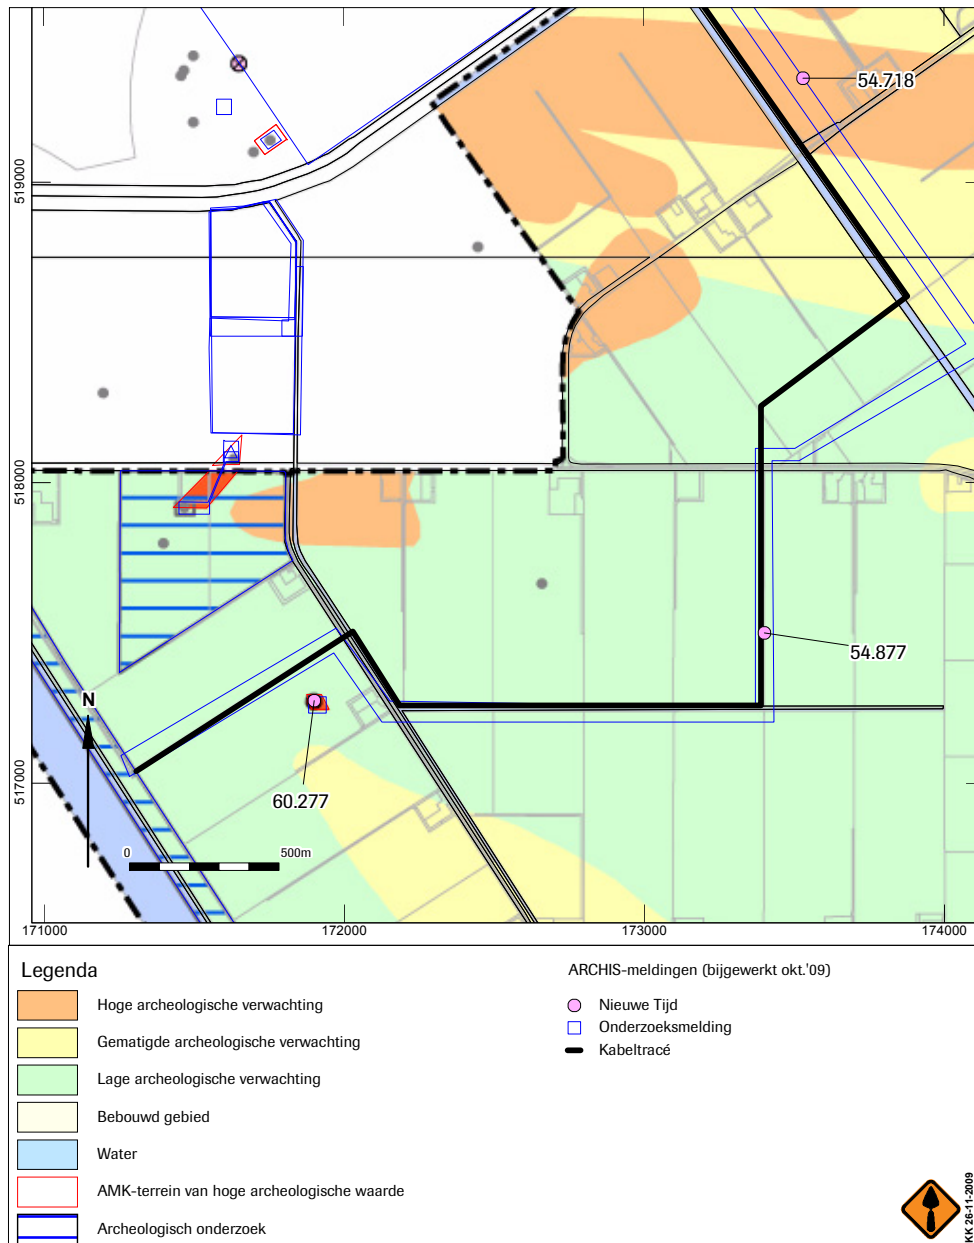 54.718
519000
518000
54.877
N
60.277
517000
0 500m
171000 172000 173000 174000
Legenda
Hoge archeologische verwachting
Gematigde archeologische verwachting
Lage archeologische verwachting
Bebouwd gebied
Water
AMK-terrein van hoge archeologische waarde
Archeologisch onderzoek
ARCHIS-meldingen (bijgewerkt okt.'09)
Nieuwe Tijd
Onderzoeksmelding
Kabeltracé
KK 26-11-2009